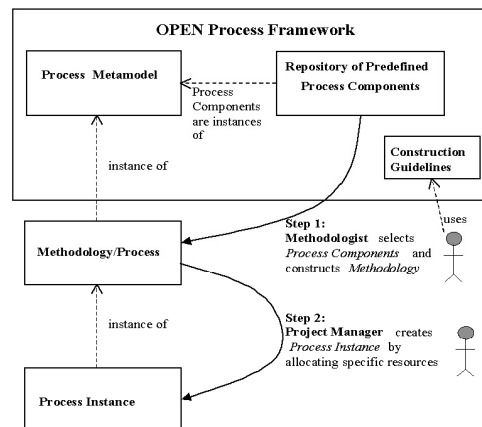 OPEN Process Framework
Process Metamodel
Repository of Predefined
Process Components
Process
Components
are instances
of
Construction
Guidelines
instance of
uses
Step 1:
Methodologist selects
Process Components and
constructs Methodology
Methodology/Process
Step 2:
Project Manager creates
Process Instance by
allocating specific resources
instance of
Process Instance